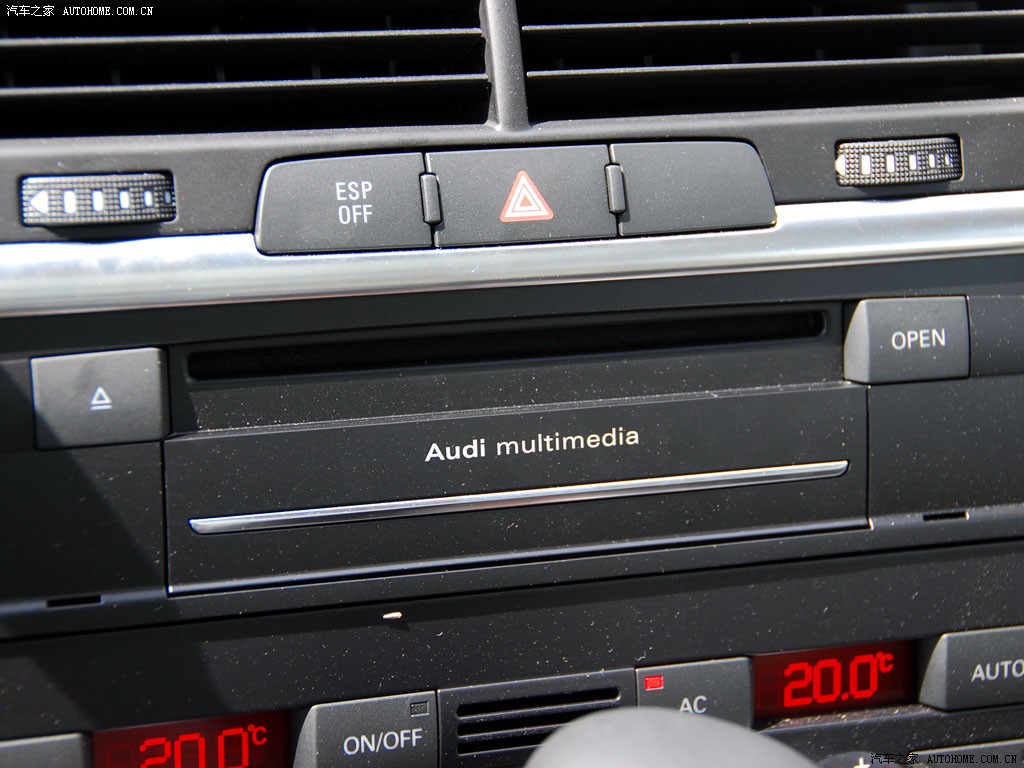 汽车之家 AUTOHOME.COM.CN
ESP
OFF
OPEN
Audi multimedia
20.0°C
AC
AUTO
20.0°C
ON/OFF
汽车之家 AUTOHOME.COM.CN